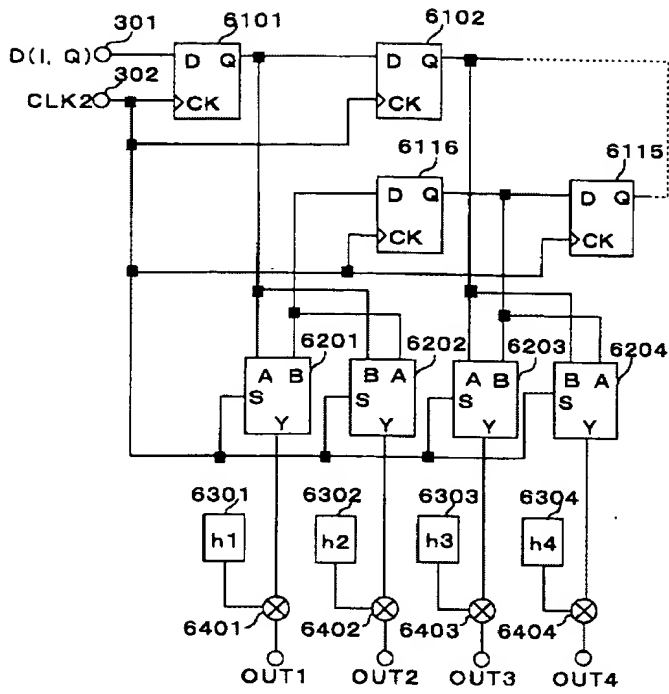 301
6101
6102
D(I, Q)
D Q
D Q
302
CLK2
CK
CK
6116
6115
D Q
D Q
CK
CK
6201
6202
6203
6204
A B
B A
A B
B A
S
S
S
S
Y
Y
Y
Y
6301
6302
6303
6304
h1
h2
h3
h4
6401
6402
6403
6404
OUT1
OUT2
OUT3
OUT4